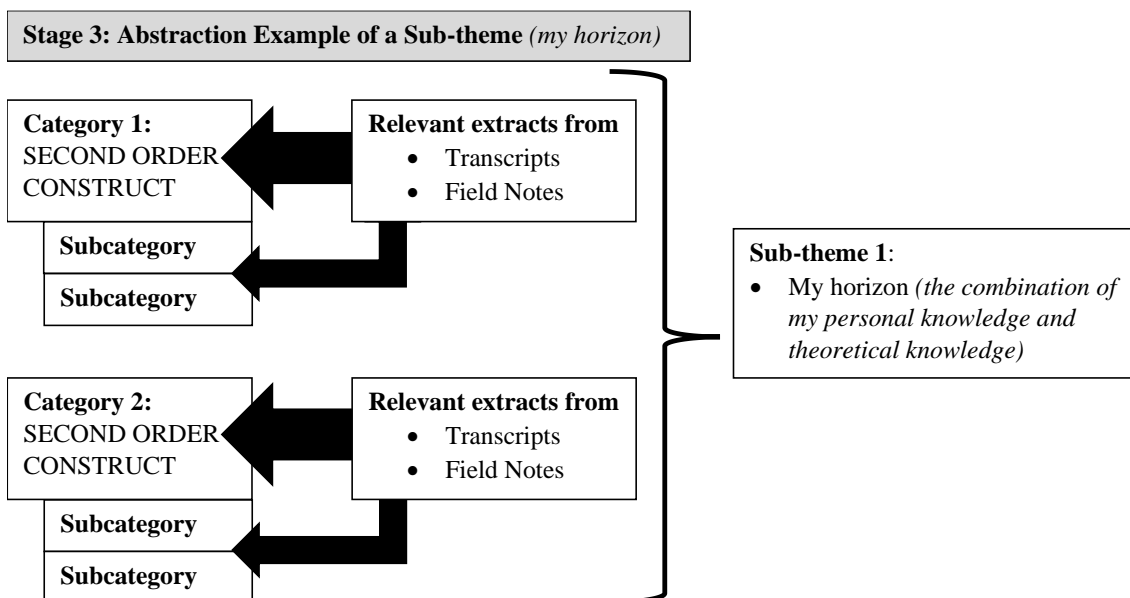 Stage 3: Abstraction Example of a Sub-theme (my horizon)
Category 1:
SECOND ORDER
CONSTRUCT
Subcategory
Subcategory
Relevant extracts from
• Transcripts
• Field Notes
Category 2:
SECOND ORDER
CONSTRUCT
Subcategory
Subcategory
Relevant extracts from
• Transcripts
• Field Notes
Sub-theme 1:
• My horizon (the combination of
my personal knowledge and
theoretical knowledge)